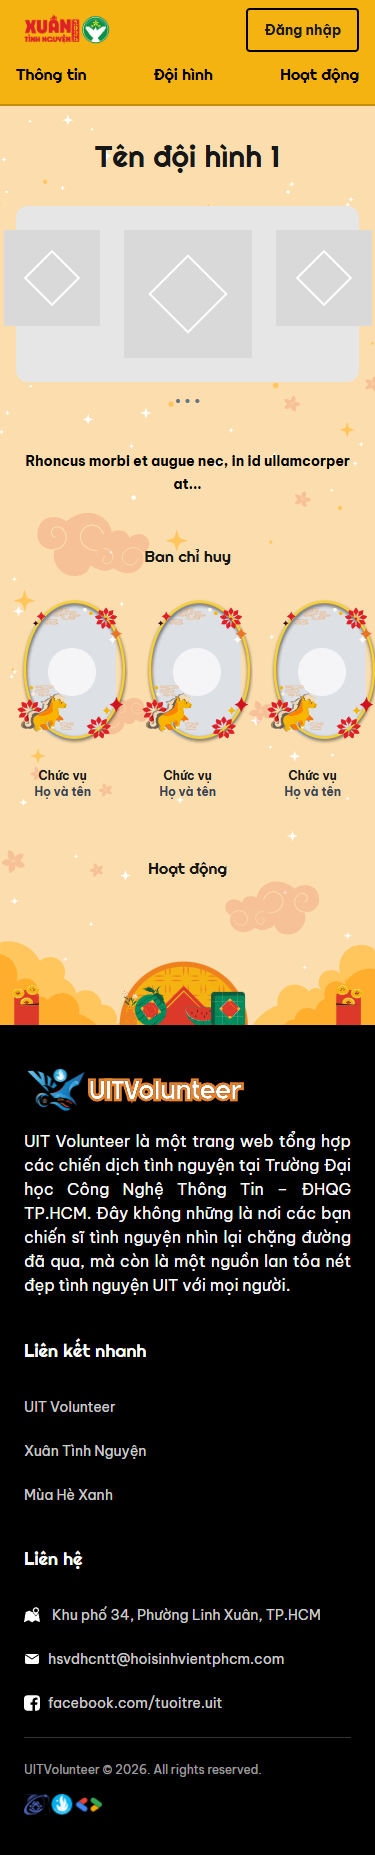 XUÂN
TÌNH NGUYỆN
Đăng nhập
Thông tin
Đội hình
Hoạt động
Tên đội hình 1
Rhoncus morbi et augue nec, in id ullamcorper
at...
Ban chỉ huy
Chức vụ
Họ và tên
Chức vụ
Họ và tên
Chức vụ
Họ và tên
Hoạt động
UITVolunteer
UIT Volunteer là một trang web tổng hợp
các chiến dịch tình nguyện tại Trường Đại
học Công Nghệ Thông Tin – ĐHQG
TP.HCM. Đây không những là nơi các bạn
chiến sĩ tình nguyện nhìn lại chặng đường
đã qua, mà còn là một nguồn lan tỏa nét
đẹp tình nguyện UIT với mọi người.
Liên kết nhanh
UIT Volunteer
Xuân Tình Nguyện
Mùa Hè Xanh
Liên hệ
Khu phố 34, Phường Linh Xuân, TP.HCM
hsvdhcntt@hoisinhvientphcm.com
facebook.com/tuoitre.uit
UITVolunteer © 2026. All rights reserved.